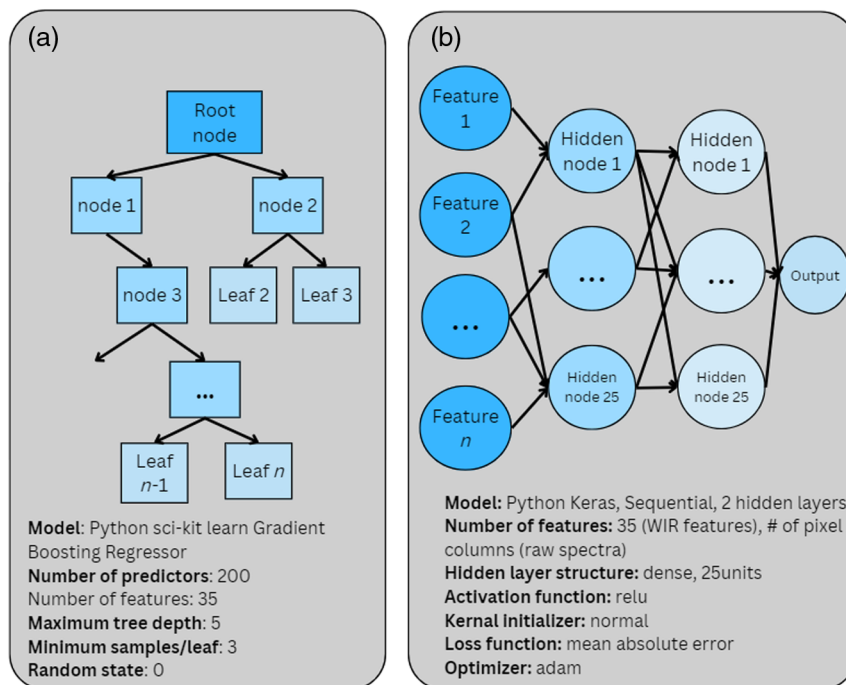 (a)
Root
node
node 1
node 2
node 3
Leaf 2
Leaf 3
...
Leaf
n-1
Leaf n
Model: Python sci-kit learn Gradient
Boosting Regressor
Number of predictors: 200
Number of features: 35
Maximum tree depth: 5
Minimum samples/leaf: 3
Random state: 0
(b)
Feature
1
Feature
2
...
Feature
n
Hidden
node 1
...
Hidden
node 25
Hidden
node 1
...
Hidden
node 25
Output
Model: Python Keras, Sequential, 2 hidden layers
Number of features: 35 (WIR features), # of pixel
columns (raw spectra)
Hidden layer structure: dense, 25units
Activation function: relu
Kernal initializer: normal
Loss function: mean absolute error
Optimizer: adam